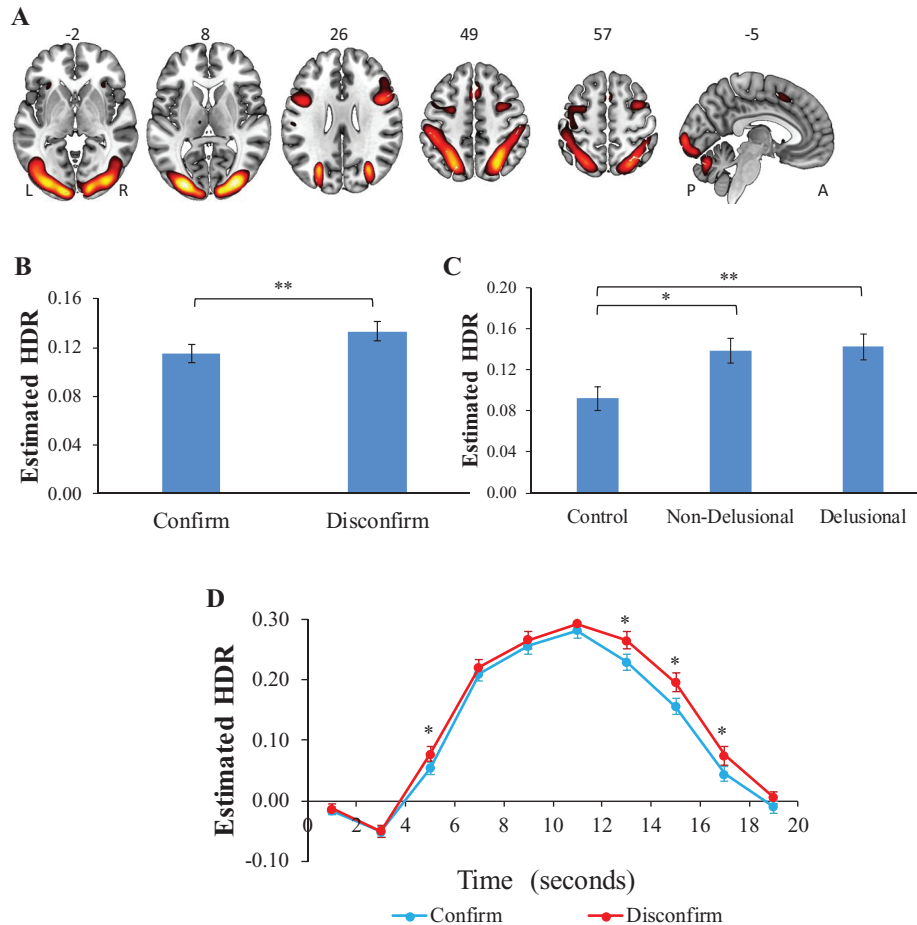 A
-2 8 26 49 57 -5
L R P A
B
**
0.16
0.12
0.08
0.04
0.00
Estimated HDR
Confirm Disconfirm
C
**
*
0.20
0.16
0.12
0.08
0.04
0.00
Estimated HDR
Control Non-Delusional Delusional
D
0.30
0.20
0.10
0.00
-0.10
Estimated HDR
* * * *
0 2 4 6 8 10 12 14 16 18 20
Time (seconds)
Confirm Disconfirm